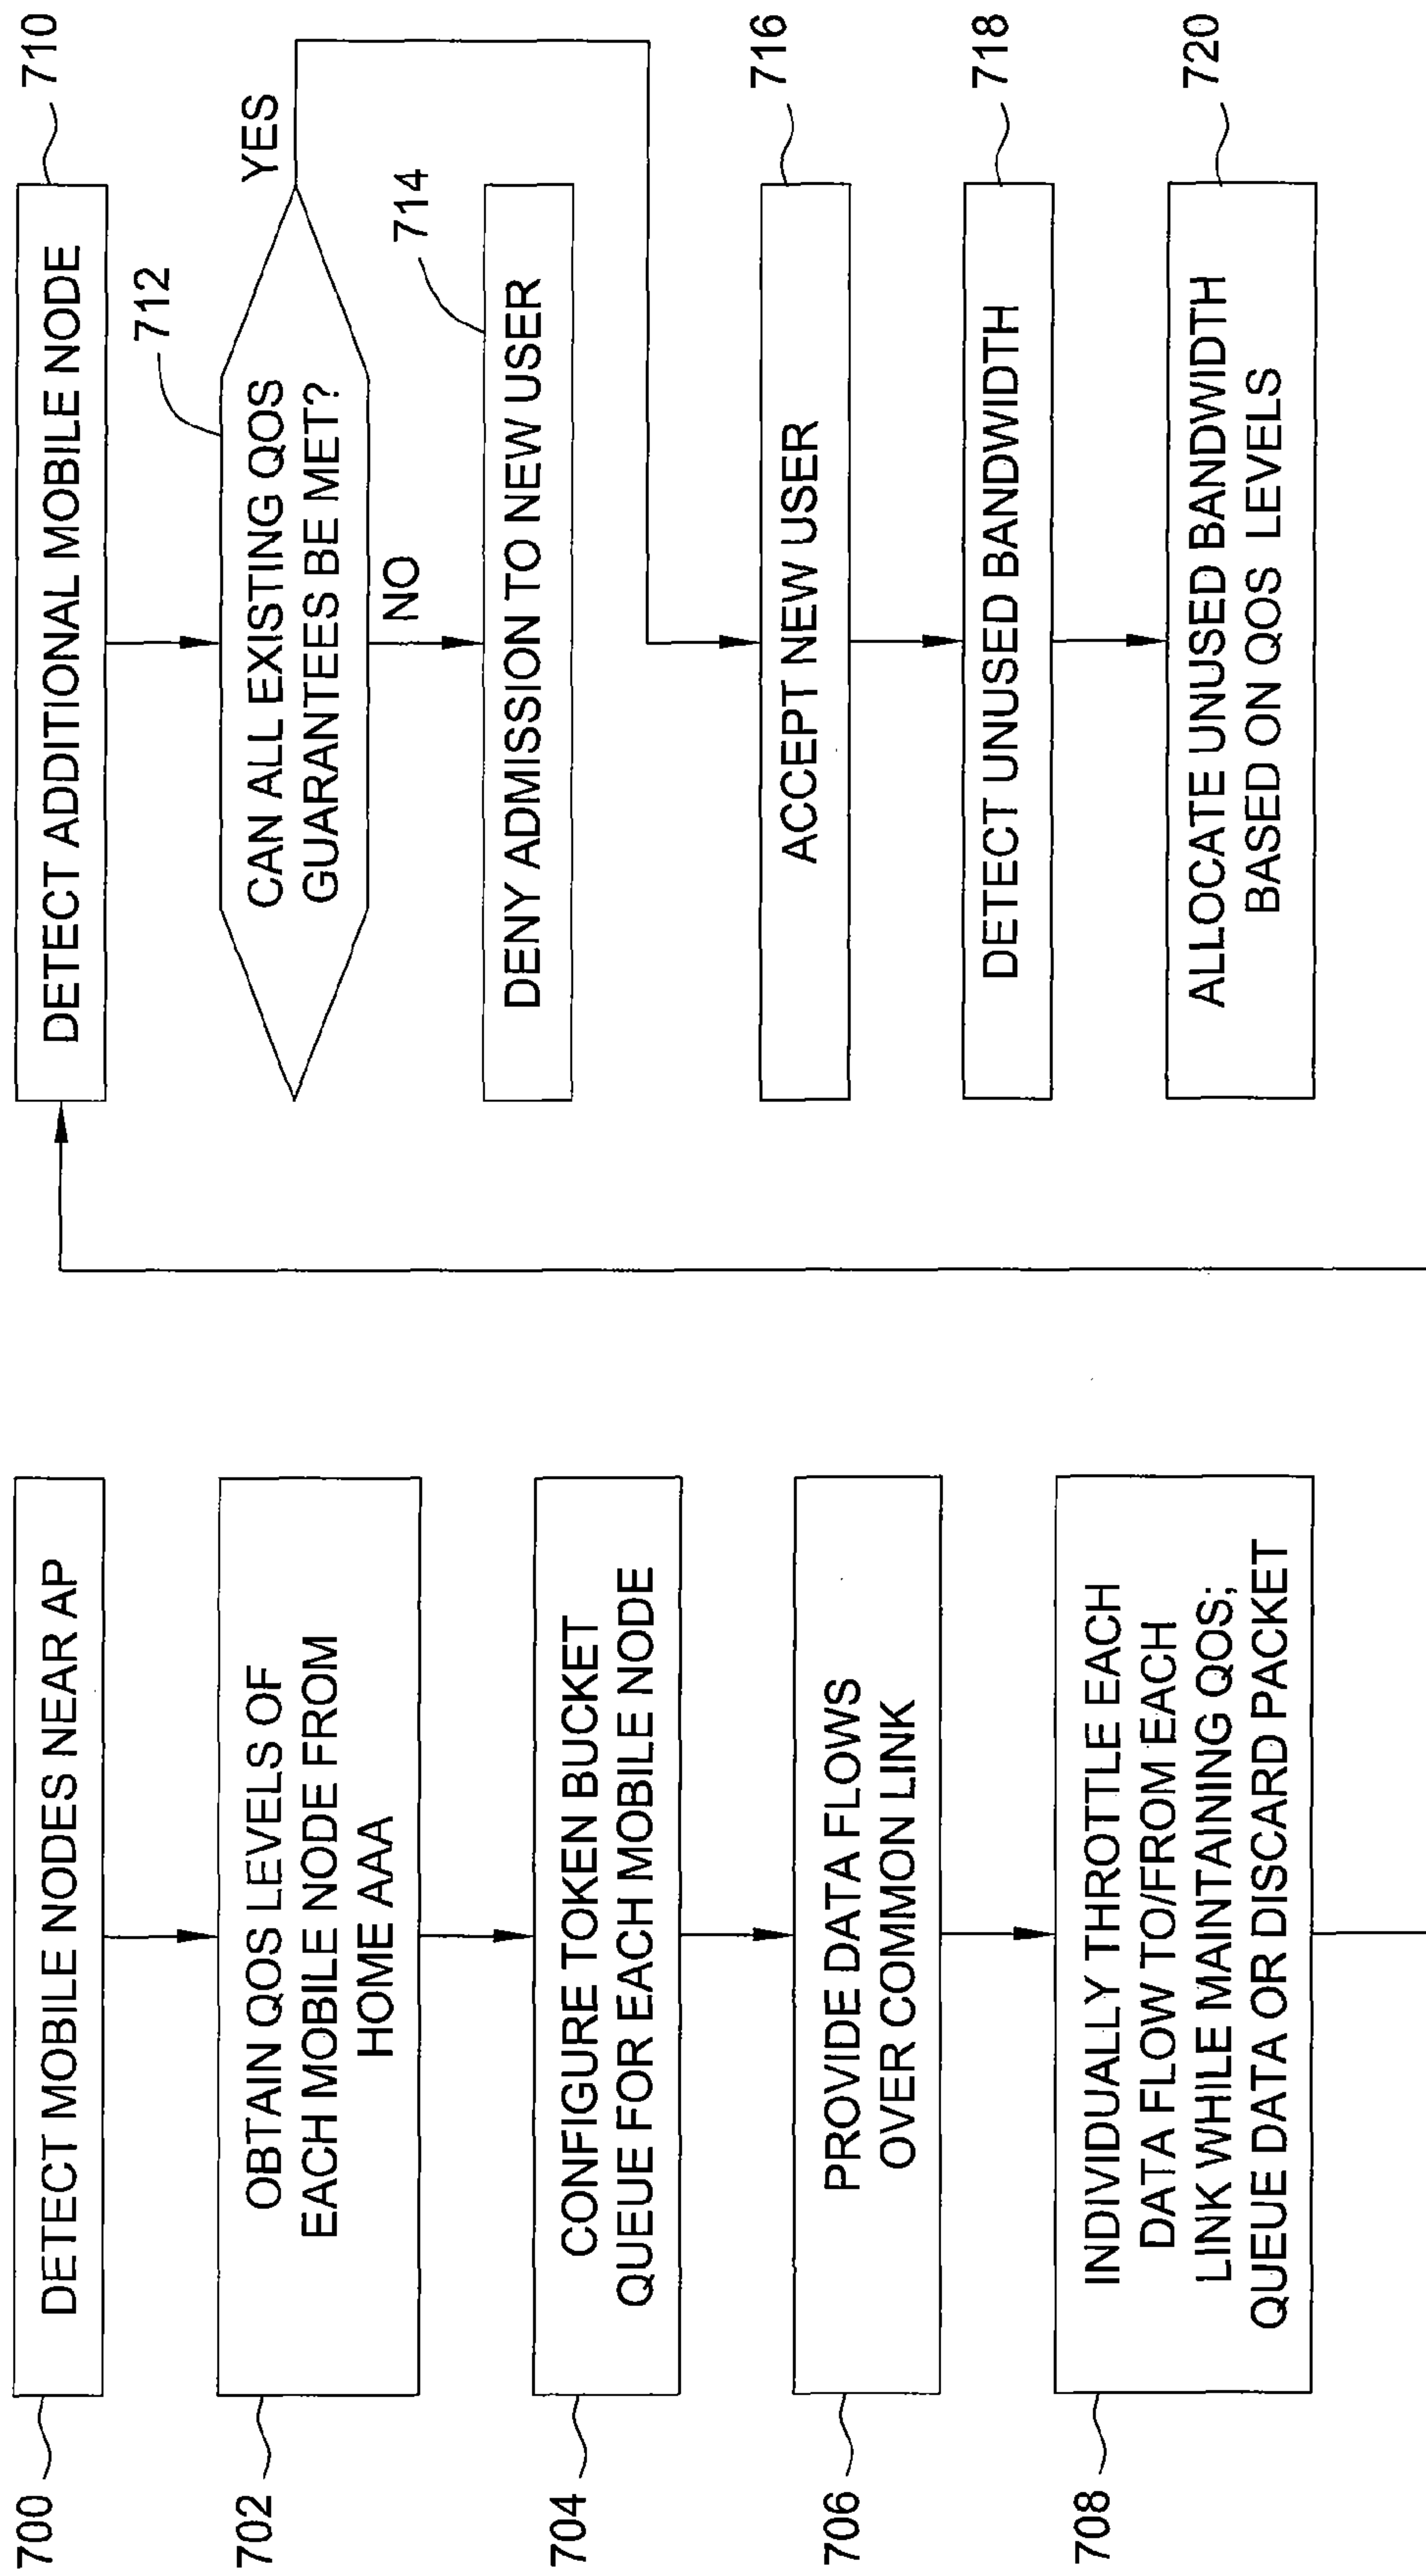 700
DETECT MOBILE NODES NEAR AP
702
OBTAIN QOS LEVELS OF
EACH MOBILE NODE FROM
HOME AAA
704
CONFIGURE TOKEN BUCKET
QUEUE FOR EACH MOBILE NODE
706
PROVIDE DATA FLOWS
OVER COMMON LINK
708
INDIVIDUALLY THROTTLE EACH
DATA FLOW TO/FROM EACH
LINK WHILE MAINTAINING QOS;
QUEUE DATA OR DISCARD PACKET
710
DETECT ADDITIONAL MOBILE NODE
712
CAN ALL EXISTING QOS
GUARANTEES BE MET?
YES
NO
714
DENY ADMISSION TO NEW USER
716
ACCEPT NEW USER
718
DETECT UNUSED BANDWIDTH
720
ALLOCATE UNUSED BANDWIDTH
BASED ON QOS LEVELS